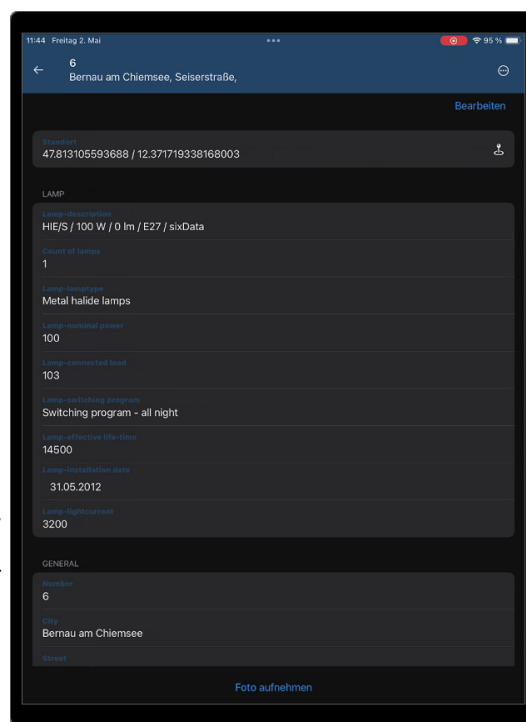 11:44 Freitag 2. Mai
95 %
6
Bernau am Chiemsee, Seiserstraße,
Bearbeiten
Standort
47.813105593688 / 12.371719338168003
LAMP
Lamp-description
HIE/S / 100 W / 0 lm / E27 / sixData
Count of lamps
1
Lamp-lamptype
Metal halide lamps
Lamp-nominal power
100
Lamp-connected load
103
Lamp-switching program
Switching program - all night
Lamp-effective life-time
14500
Lamp-installation date
31.05.2012
Lamp-lightcurrent
3200
GENERAL
Number
6
City
Bernau am Chiemsee
Street
Foto aufnehmen